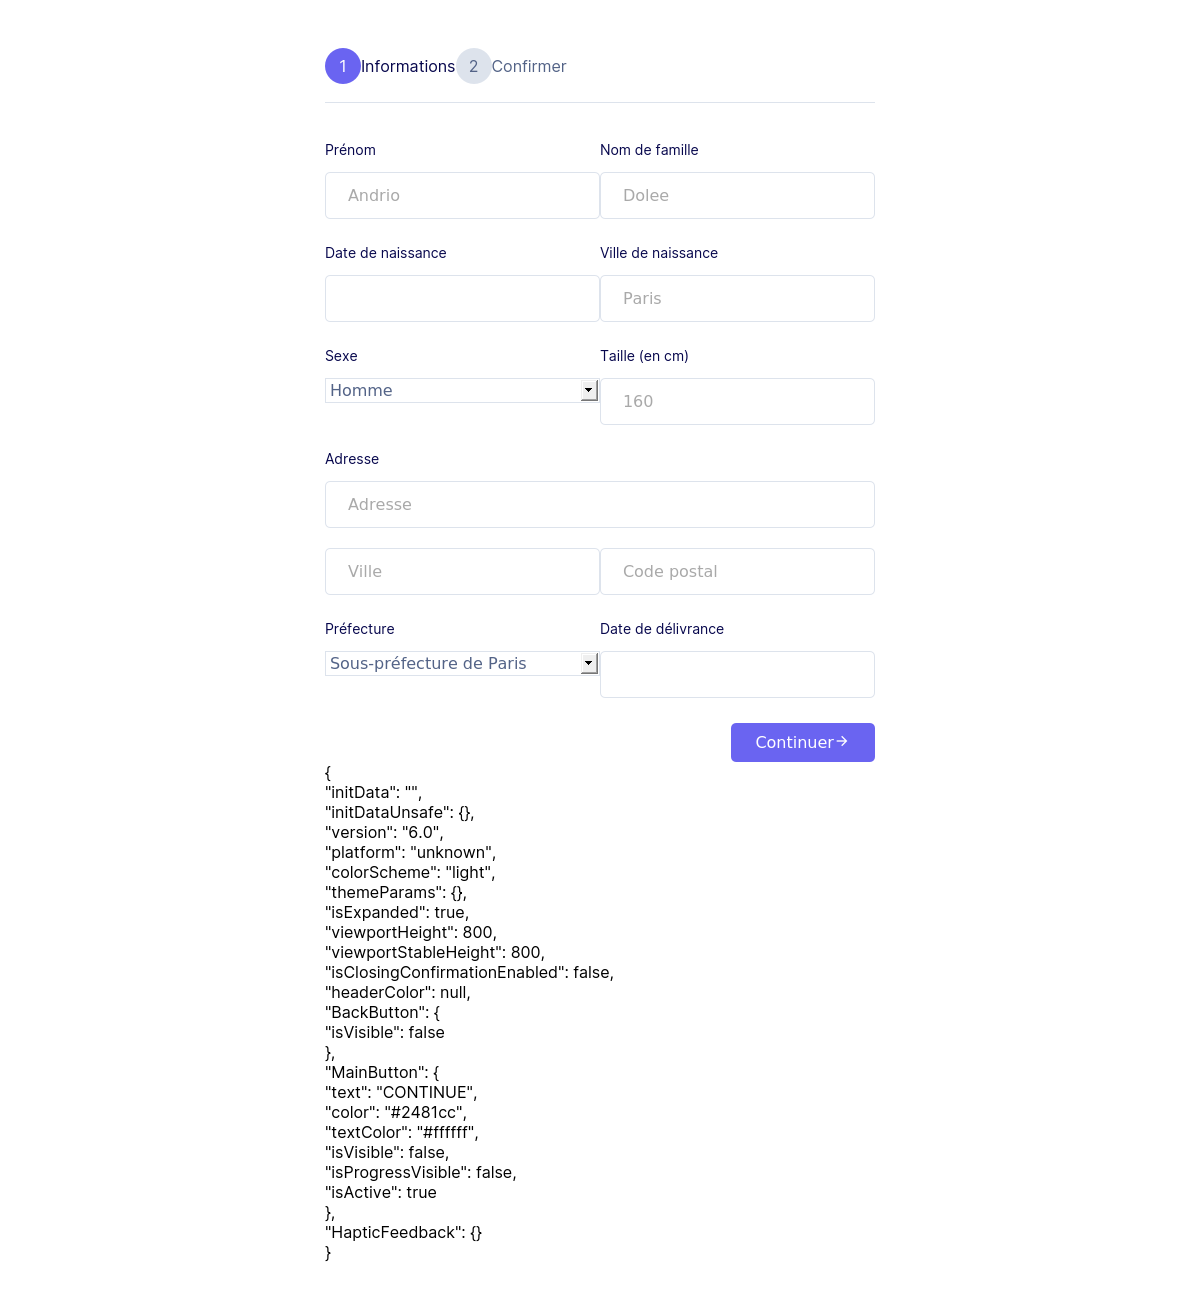 1 Informations 2 Confirmer
Prénom Nom de famille
Andrio Dolee
Date de naissance Ville de naissance
Paris
Sexe Taille (en cm)
Homme 160
Adresse
Adresse
Ville Code postal
Préfecture Date de délivrance
Sous-préfecture de Paris
Continuer→
{
"initData": "",
"initDataUnsafe": {},
"version": "6.0",
"platform": "unknown",
"colorScheme": "light",
"themeParams": {},
"isExpanded": true,
"viewportHeight": 800,
"viewportStableHeight": 800,
"isClosingConfirmationEnabled": false,
"headerColor": null,
"BackButton": {
"isVisible": false
},
"MainButton": {
"text": "CONTINUE",
"color": "#2481cc",
"textColor": "#ffffff",
"isVisible": false,
"isProgressVisible": false,
"isActive": true
},
"HapticFeedback": {}
}